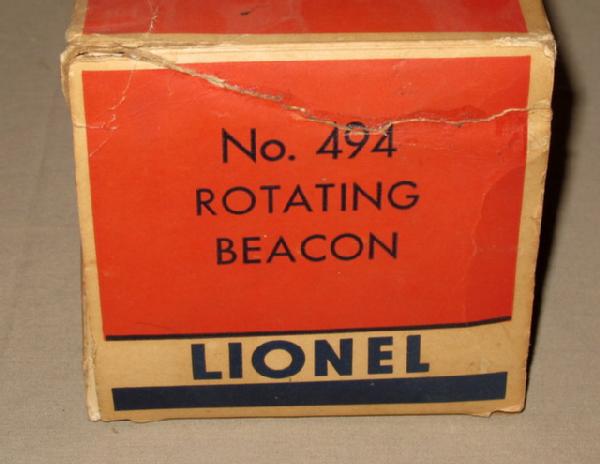 No. 494
ROTATING
BEACON
LIONEL